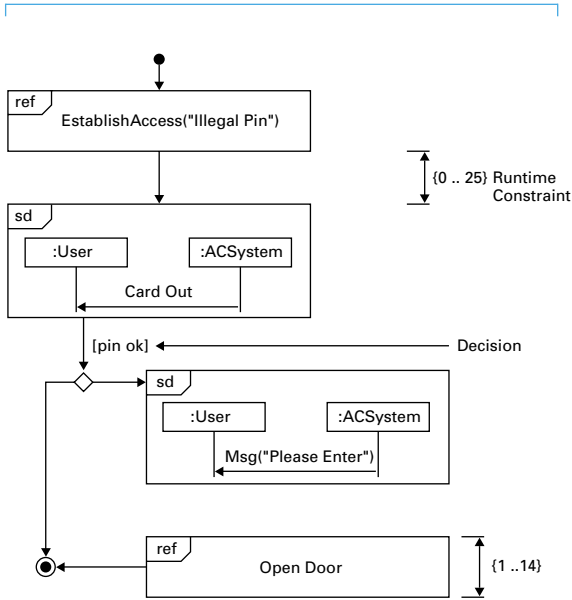 ref
EstablishAccess("Illegal Pin")
{0 .. 25} Runtime
Constraint
sd
:User
:ACSystem
Card Out
[pin ok]
Decision
sd
:User
:ACSystem
Msg("Please Enter")
ref
Open Door
{1 ..14}